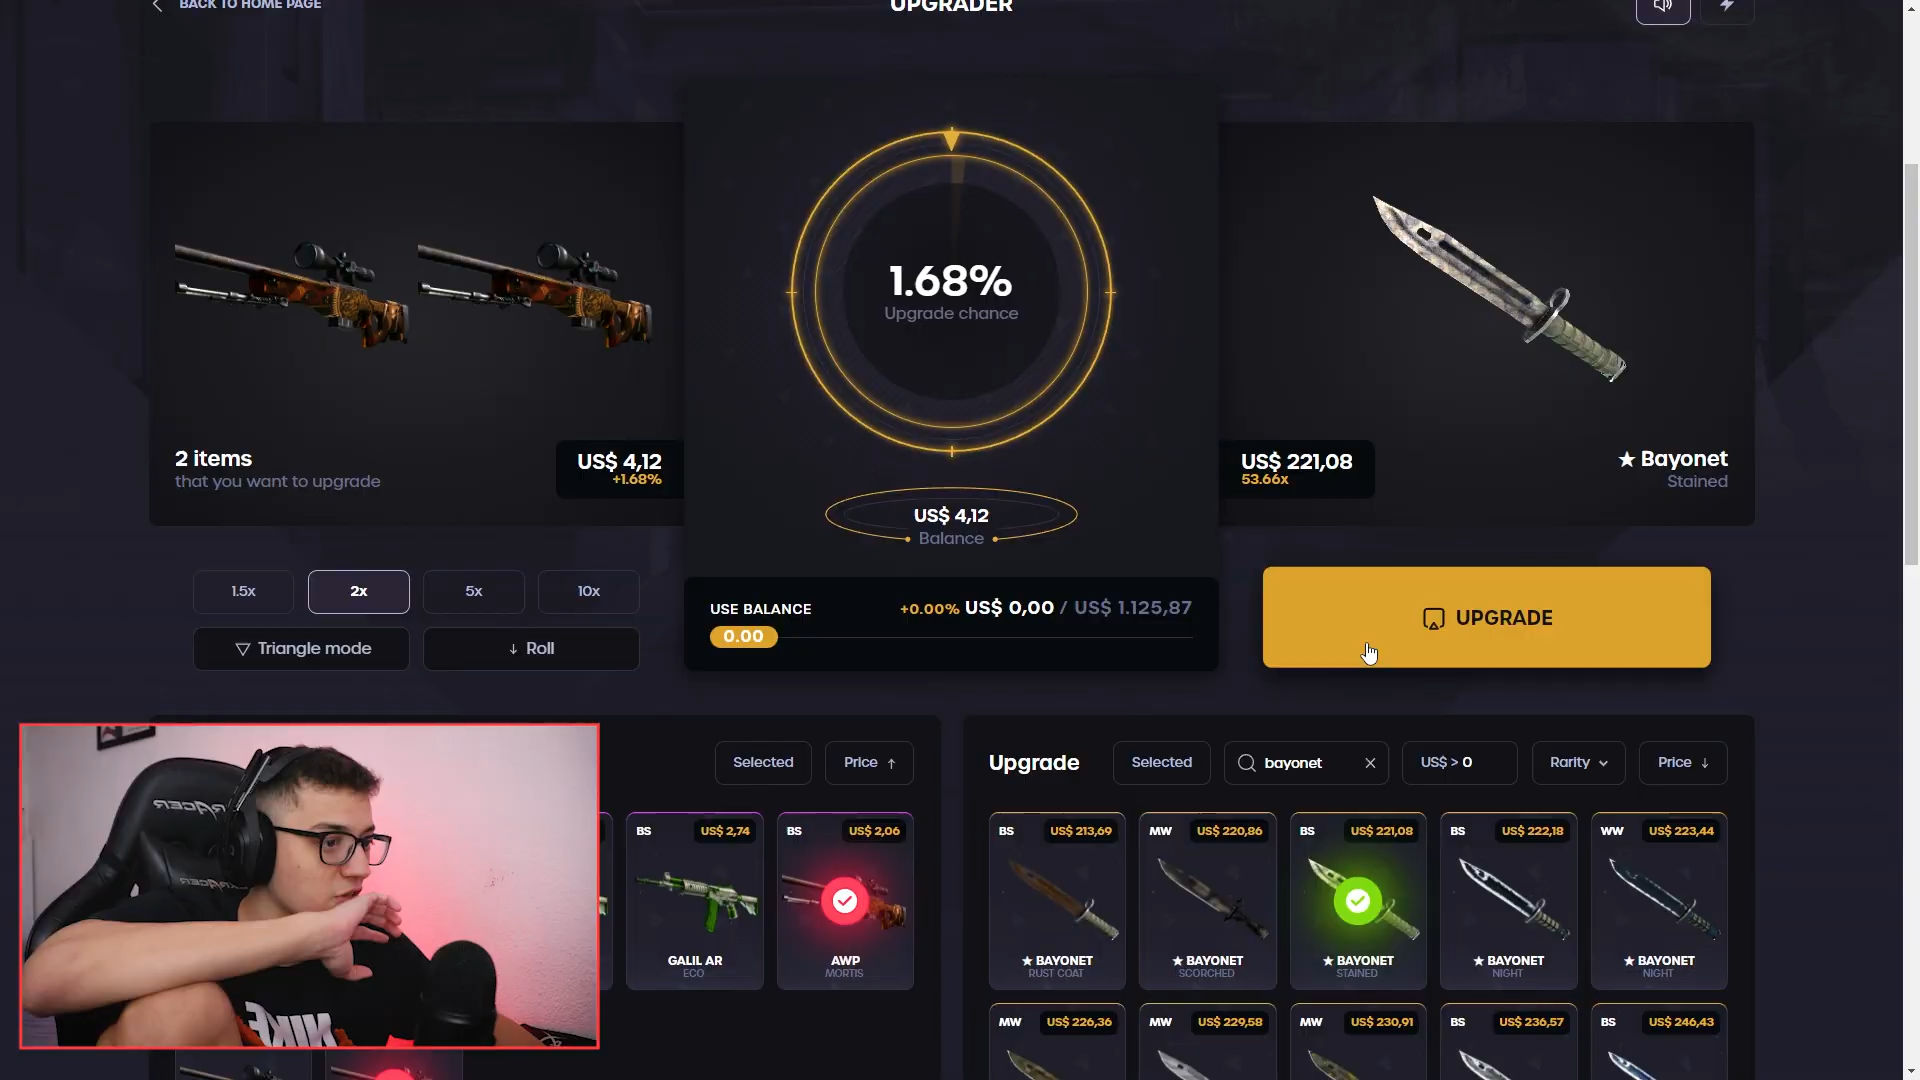 BACK TO HOME PAGE
UPGRADER
1.68%
Upgrade chance
2 items
that you want to upgrade
US$ 4,12
+1.68%
US$ 221,08
53.66x
★ Bayonet
Stained
US$ 4,12
Balance
1.5x
2x
5x
10x
Triangle mode
↓ Roll
USE BALANCE
+0.00% US$ 0,00 / US$ 1.125,87
0.00
UPGRADE
Selected
Price ↑
BS
US$ 2,74
GALIL AR
ECO
BS
US$ 2,06
AWP
MORTIS
Upgrade
Selected
bayonet
US$ > 0
Rarity
Price ↓
BS
US$ 213,69
★ BAYONET
RUST COAT
MW
US$ 220,86
★ BAYONET
SCORCHED
BS
US$ 221,08
★ BAYONET
STAINED
BS
US$ 222,18
★ BAYONET
NIGHT
WW
US$ 223,44
★ BAYONET
NIGHT
MW
US$ 226,36
MW
US$ 229,58
MW
US$ 230,91
BS
US$ 236,57
BS
US$ 246,43